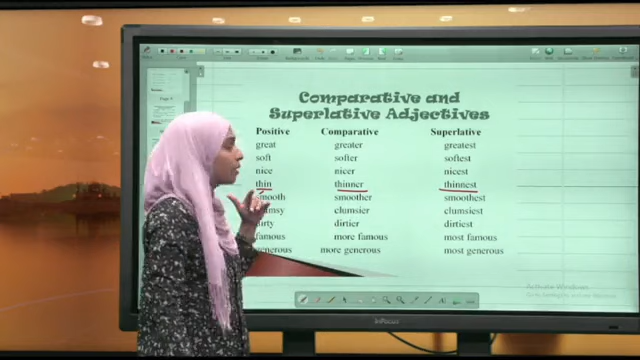 Comparative and
Superlative Adjectives
Positive Comparative Superlative
great greater greatest
soft softer softest
nice nicer nicest
thin thinner thinnest
smooth smoother smoothest
clumsier clumsiest
dirtier dirtiest
famous more famous most famous
generous more generous most generous
Activate Windows
InFocus